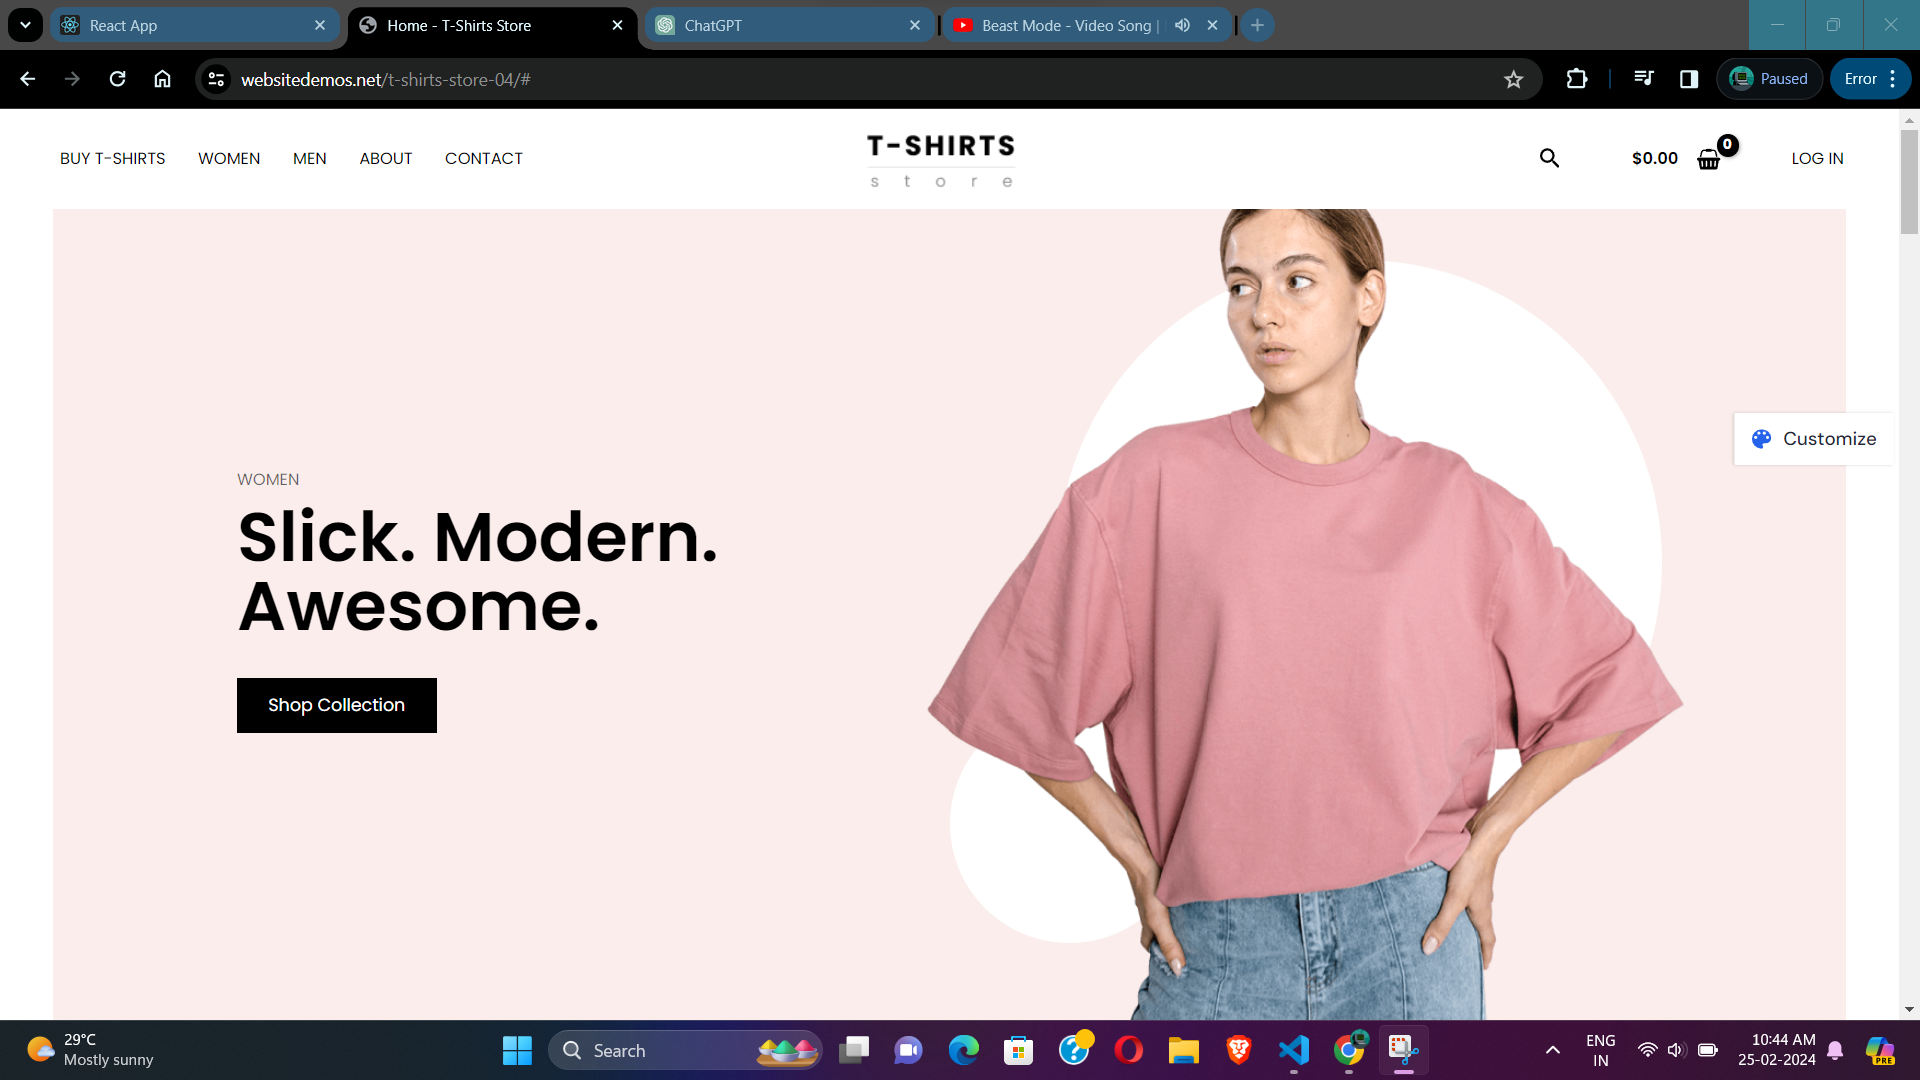 React App
Home - T-Shirts Store
ChatGPT
Beast Mode - Video Song |
websitedemos.net/t-shirts-store-04/#
Paused
Error
BUY T-SHIRTS WOMEN MEN ABOUT CONTACT
T-SHIRTS
store
$0.00
0
LOG IN
Customize
WOMEN
Slick. Modern.
Awesome.
Shop Collection
29°C
Mostly sunny
Search
PRE
ENG
IN
10:44 AM
25-02-2024